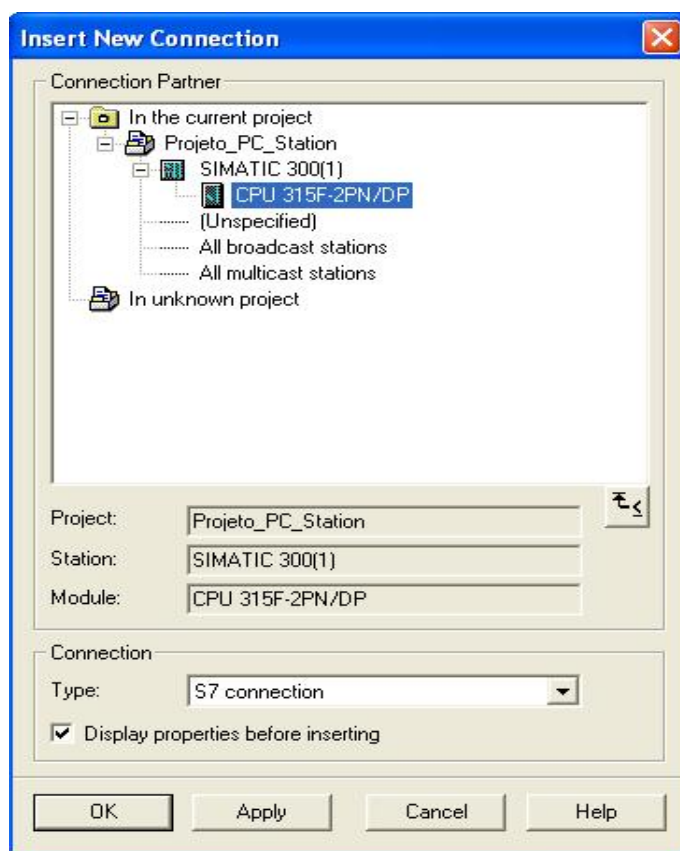 Insert New Connection
Connection Partner
In the current project
Projeto_PC_Station
SIMATIC 300(1)
CPU 315F-2PN/DP
(Unspecified)
All broadcast stations
All multicast stations
In unknown project
Project: Projeto_PC_Station
Station: SIMATIC 300(1)
Module: CPU 315F-2PN/DP
Connection
Type: S7 connection
Display properties before inserting
OK Apply Cancel Help